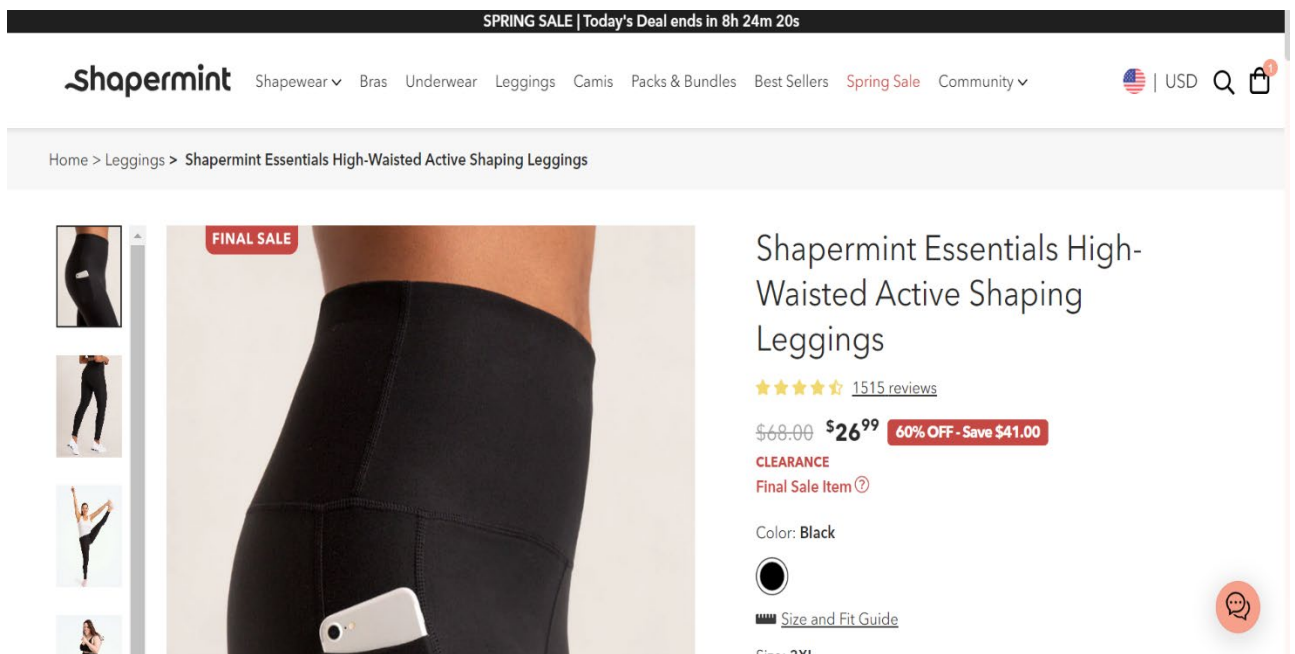 SPRING SALE | Today's Deal ends in 8h 24m 20s
shapermint Shapewear Bras Underwear Leggings Camis Packs & Bundles Best Sellers Spring Sale Community | USD 1
Home > Leggings > Shapermint Essentials High-Waisted Active Shaping Leggings
FINAL SALE
Shapermint Essentials High-
Waisted Active Shaping
Leggings
1515 reviews
$68.00 $26⁹⁹ 60% OFF - Save $41.00
CLEARANCE
Final Sale Item ?
Color: Black
Size and Fit Guide
Size: 2XL